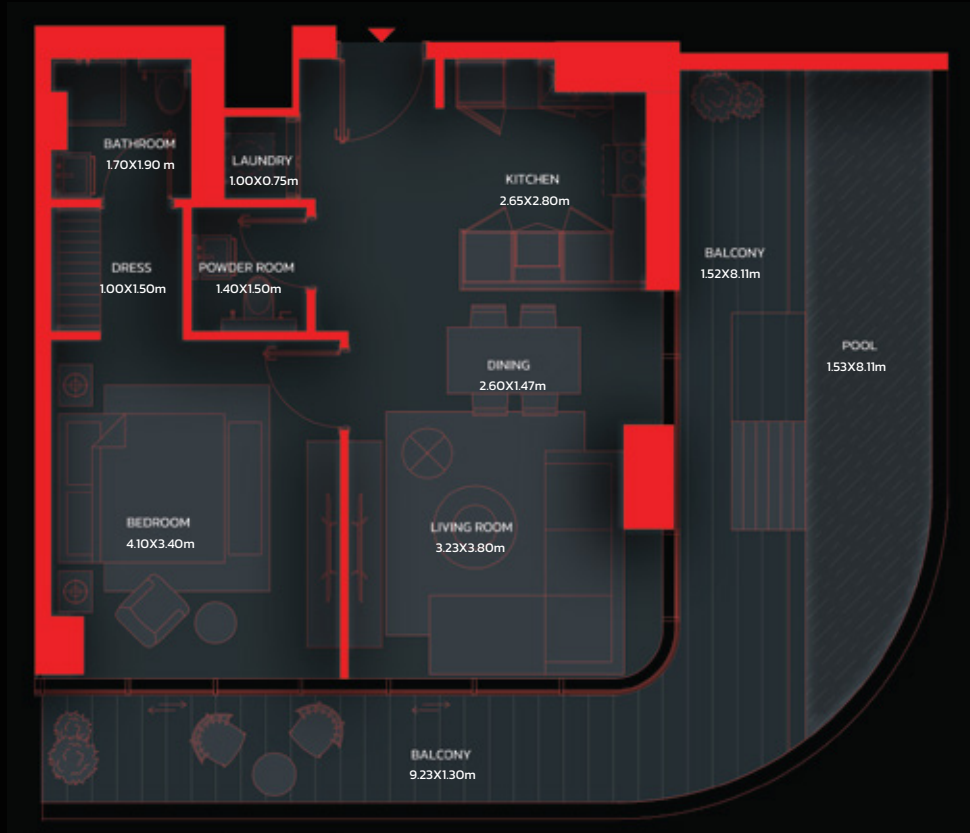 BATHROOM
1.70X1.90 m
LAUNDRY
1.00X0.75m
KITCHEN
2.65X2.80m
BALCONY
1.52X8.11m
DRESS
1.00X1.50m
POWDER ROOM
1.40X1.50m
POOL
1.53X8.11m
DINING
2.60X1.47m
BEDROOM
4.10X3.40m
LIVING ROOM
3.23X3.80m
BALCONY
9.23X1.30m